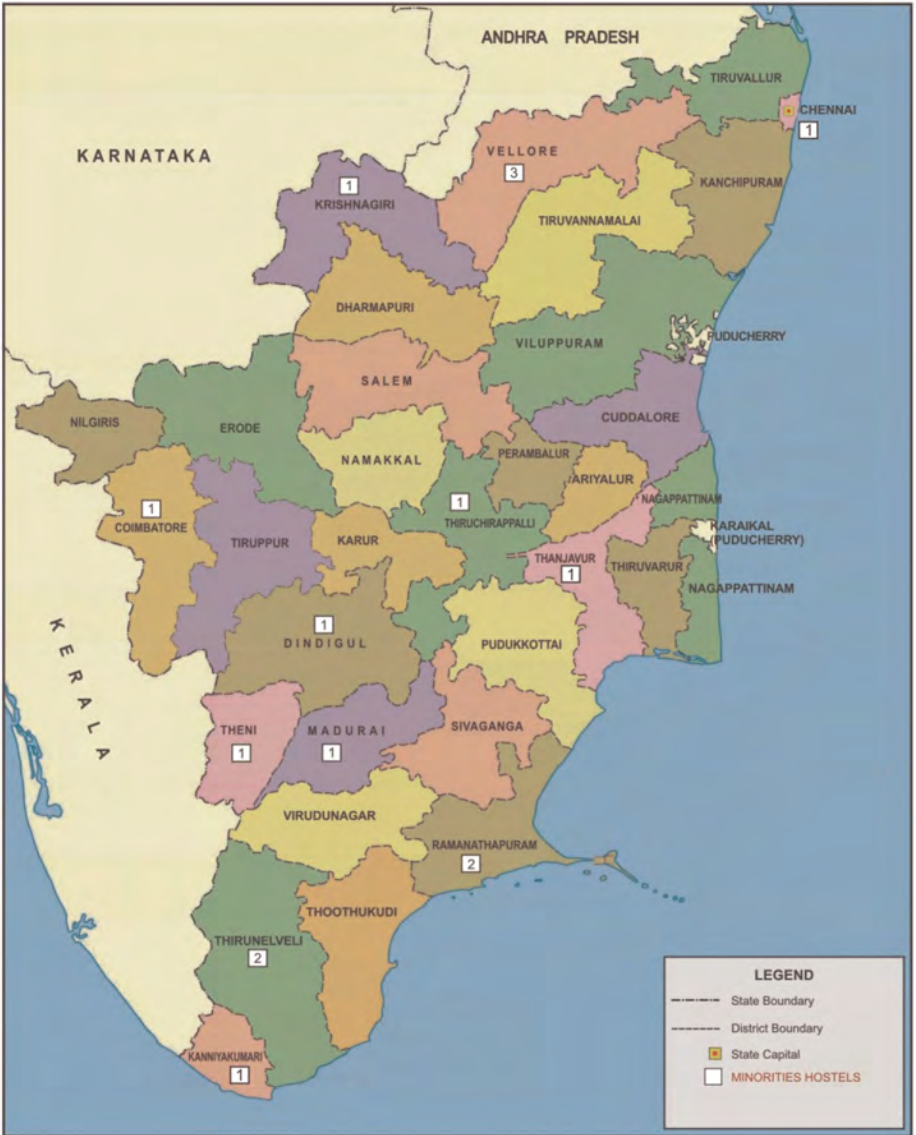 ANDHRA PRADESH
TIRUVALLUR
CHENNAI
1
KARNATAKA
VELLORE
3
KANCHIPURAM
1
KRISHNAGIRI
TIRUVANNAMALAI
DHARMAPURI
PUDUCHERRY
VILUPPURAM
SALEM
CUDDALORE
NILGIRIS
ERODE
PERAMBALUR
NAMAKKAL
ARIYALUR
NAGAPPATTINAM
1
COIMBATORE
1
THIRUCHIRAPPALLI
KARAIKAL
(PUDUCHERRY)
TIRUPPUR
KARUR
THANJAVUR
1
THIRUVARUR
NAGAPPATTINAM
1
DINDIGUL
PUDUKKOTTAI
KERALA
THENI
1
MADURAI
1
SIVAGANGA
VIRUDUNAGAR
RAMANATHAPURAM
2
THOOTHUKUDI
THIRUNELVELI
2
KANNIYAKUMARI
1
LEGEND
State Boundary
District Boundary
State Capital
MINORITIES HOSTELS